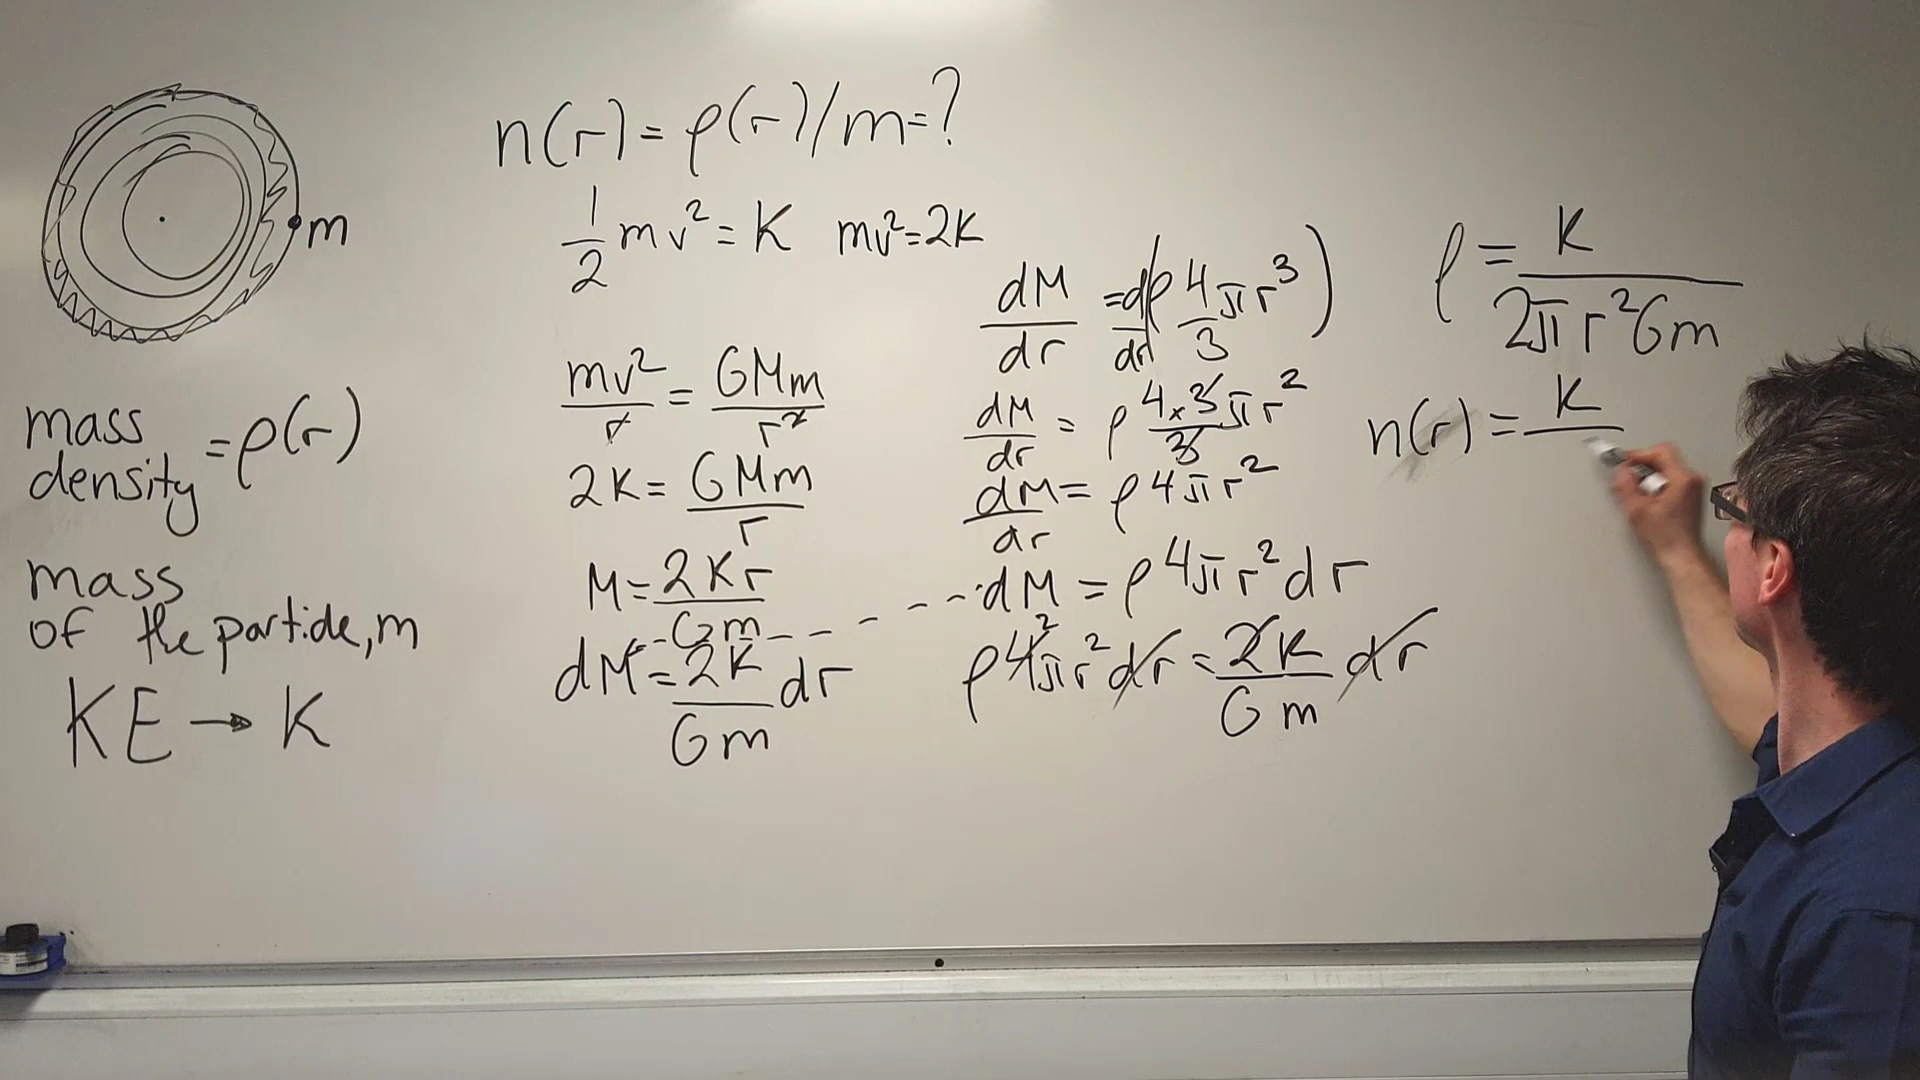 m
mass density = ρ(r)
mass
of the particle, m
KE → K
n(r) = ρ(r)/m = ?
1/2 mv² = K mv² = 2K
mv²/r = GMm/r²
2K = GMm/r
M = 2Kr/Gm
dM = 2K/Gm dr
dM/dr = d/dr(ρ 4/3 πr³)
dM/dr = ρ 4×3/3 πr²
dM/dr = ρ4πr²
dM = ρ4πr²dr
ρ4²πr²dr = 2K/Gm dr
ρ = K/2πr²Gm
n(r) = K